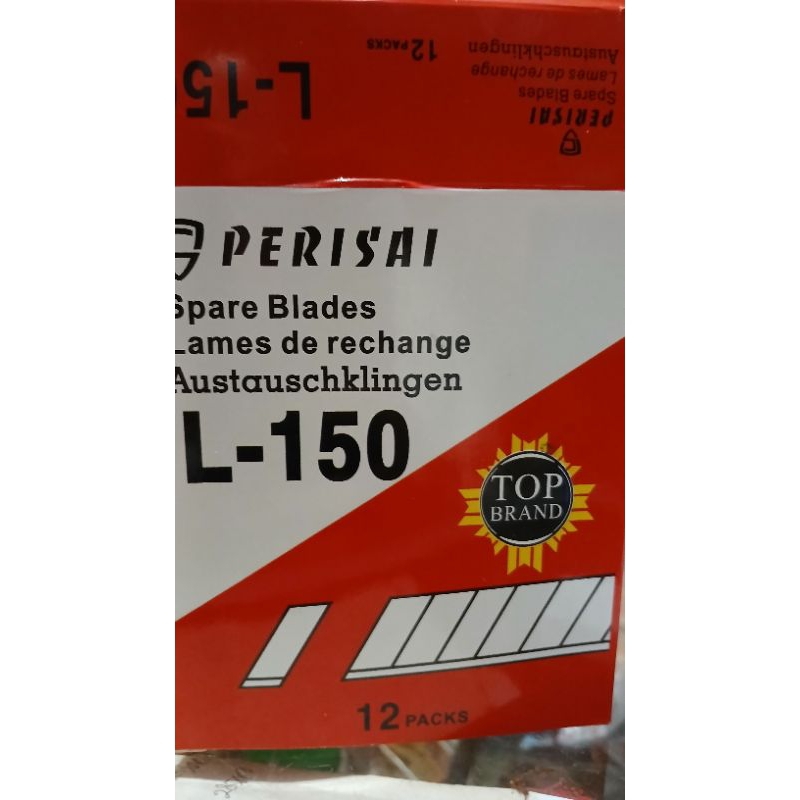 12 PACKS
L-15
PERISAI
Spare Blades
Lames de rechange
Austauschklingen
PERISAI
Spare Blades
Lames de rechange
Austauschklingen
L-150
TOP
BRAND
12 PACKS